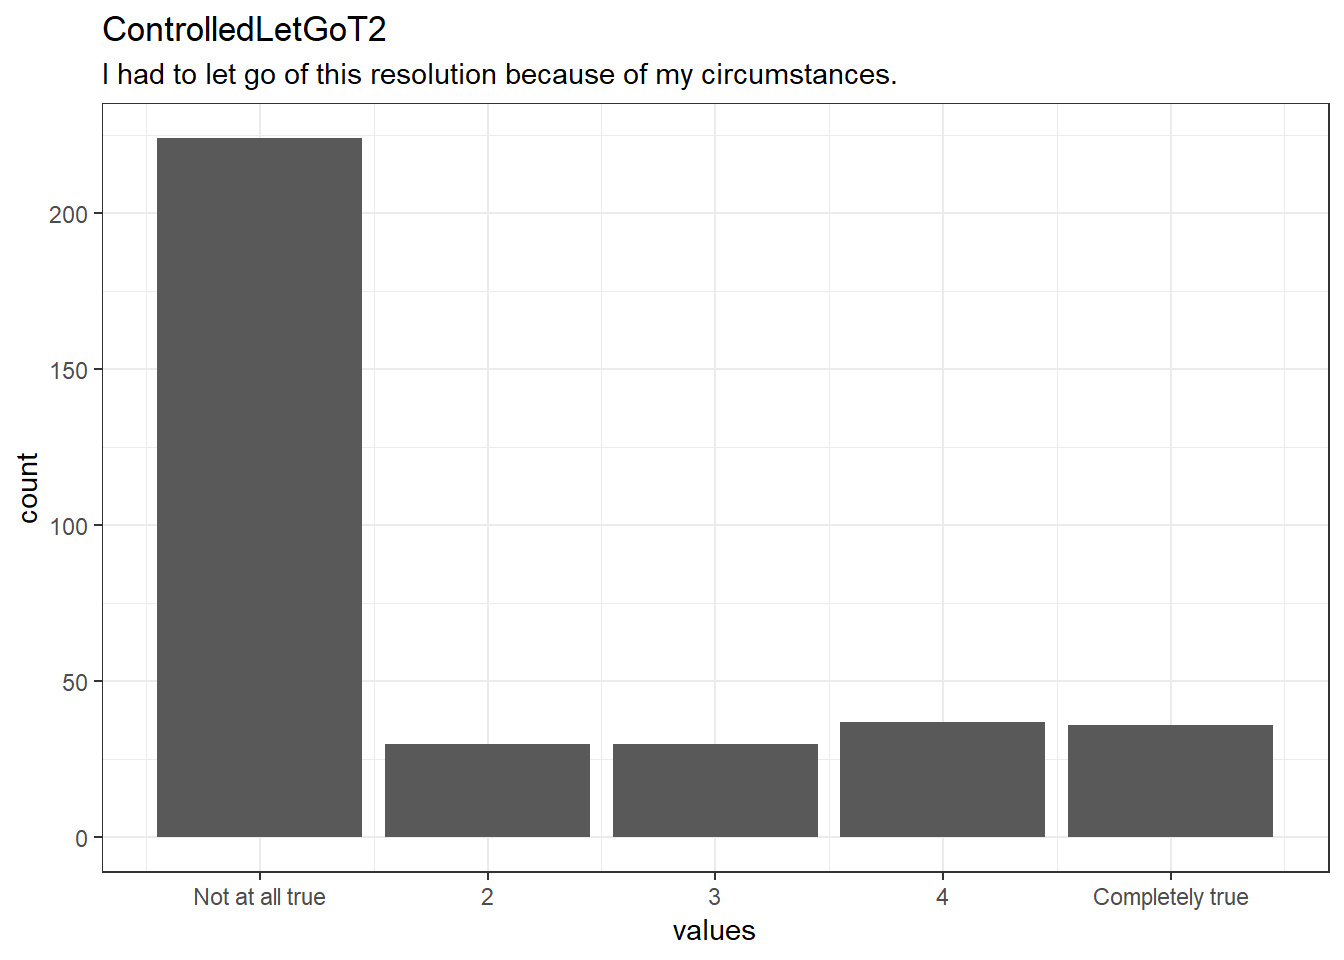 ControlledLetGoT2
I had to let go of this resolution because of my circumstances.
200
150
100
50
0
count
Not at all true 2 3 4 Completely true
values